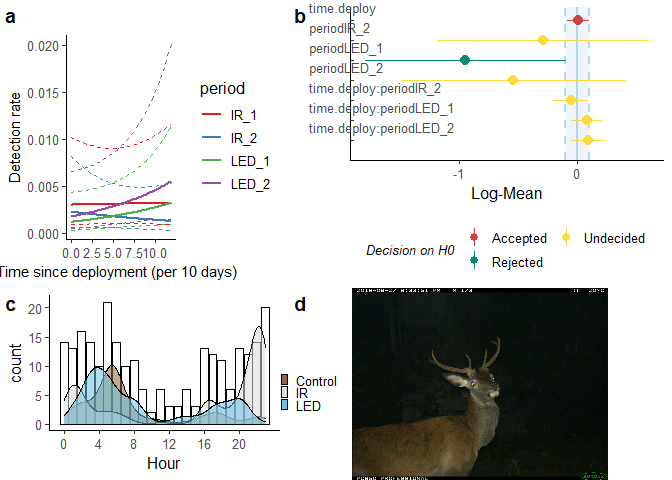 a
0.020
0.015
0.010
0.005
0.000
Detection rate
0.0 2.5 5.0 7.5 10.0
Time since deployment (per 10 days)
period
IR_1
IR_2
LED_1
LED_2
b
time.deploy
periodIR_2
periodLED_1
periodLED_2
time.deploy:periodIR_2
time.deploy:periodLED_1
time.deploy:periodLED_2
-1 0
Log-Mean
Decision on H0
Accepted
Undecided
Rejected
c
20
15
10
5
0
count
0 4 8 12 16 20
Hour
Control
IR
LED
d
PC850 PROFESSIONAL